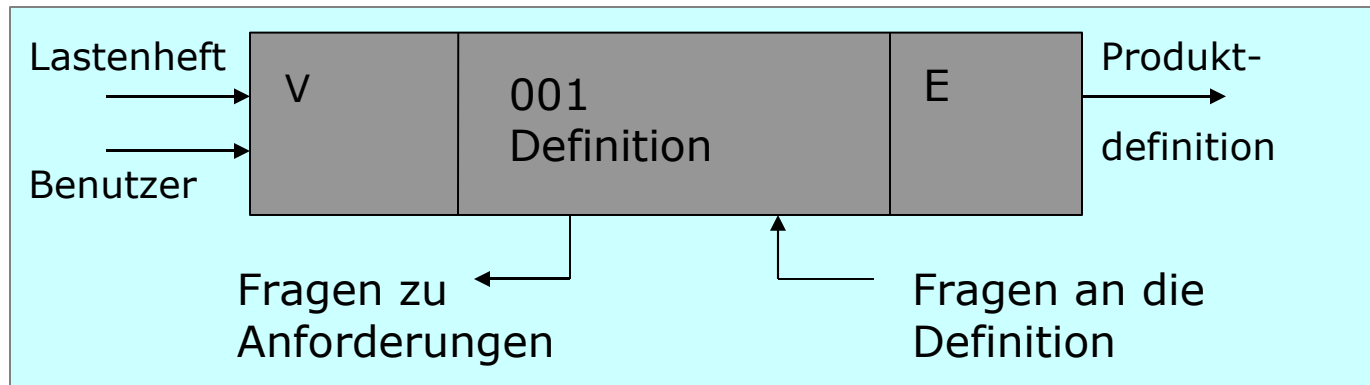 Lastenheft
Benutzer
V
001
Definition
E
Produkt-
definition
Fragen zu
Anforderungen
Fragen an die
Definition